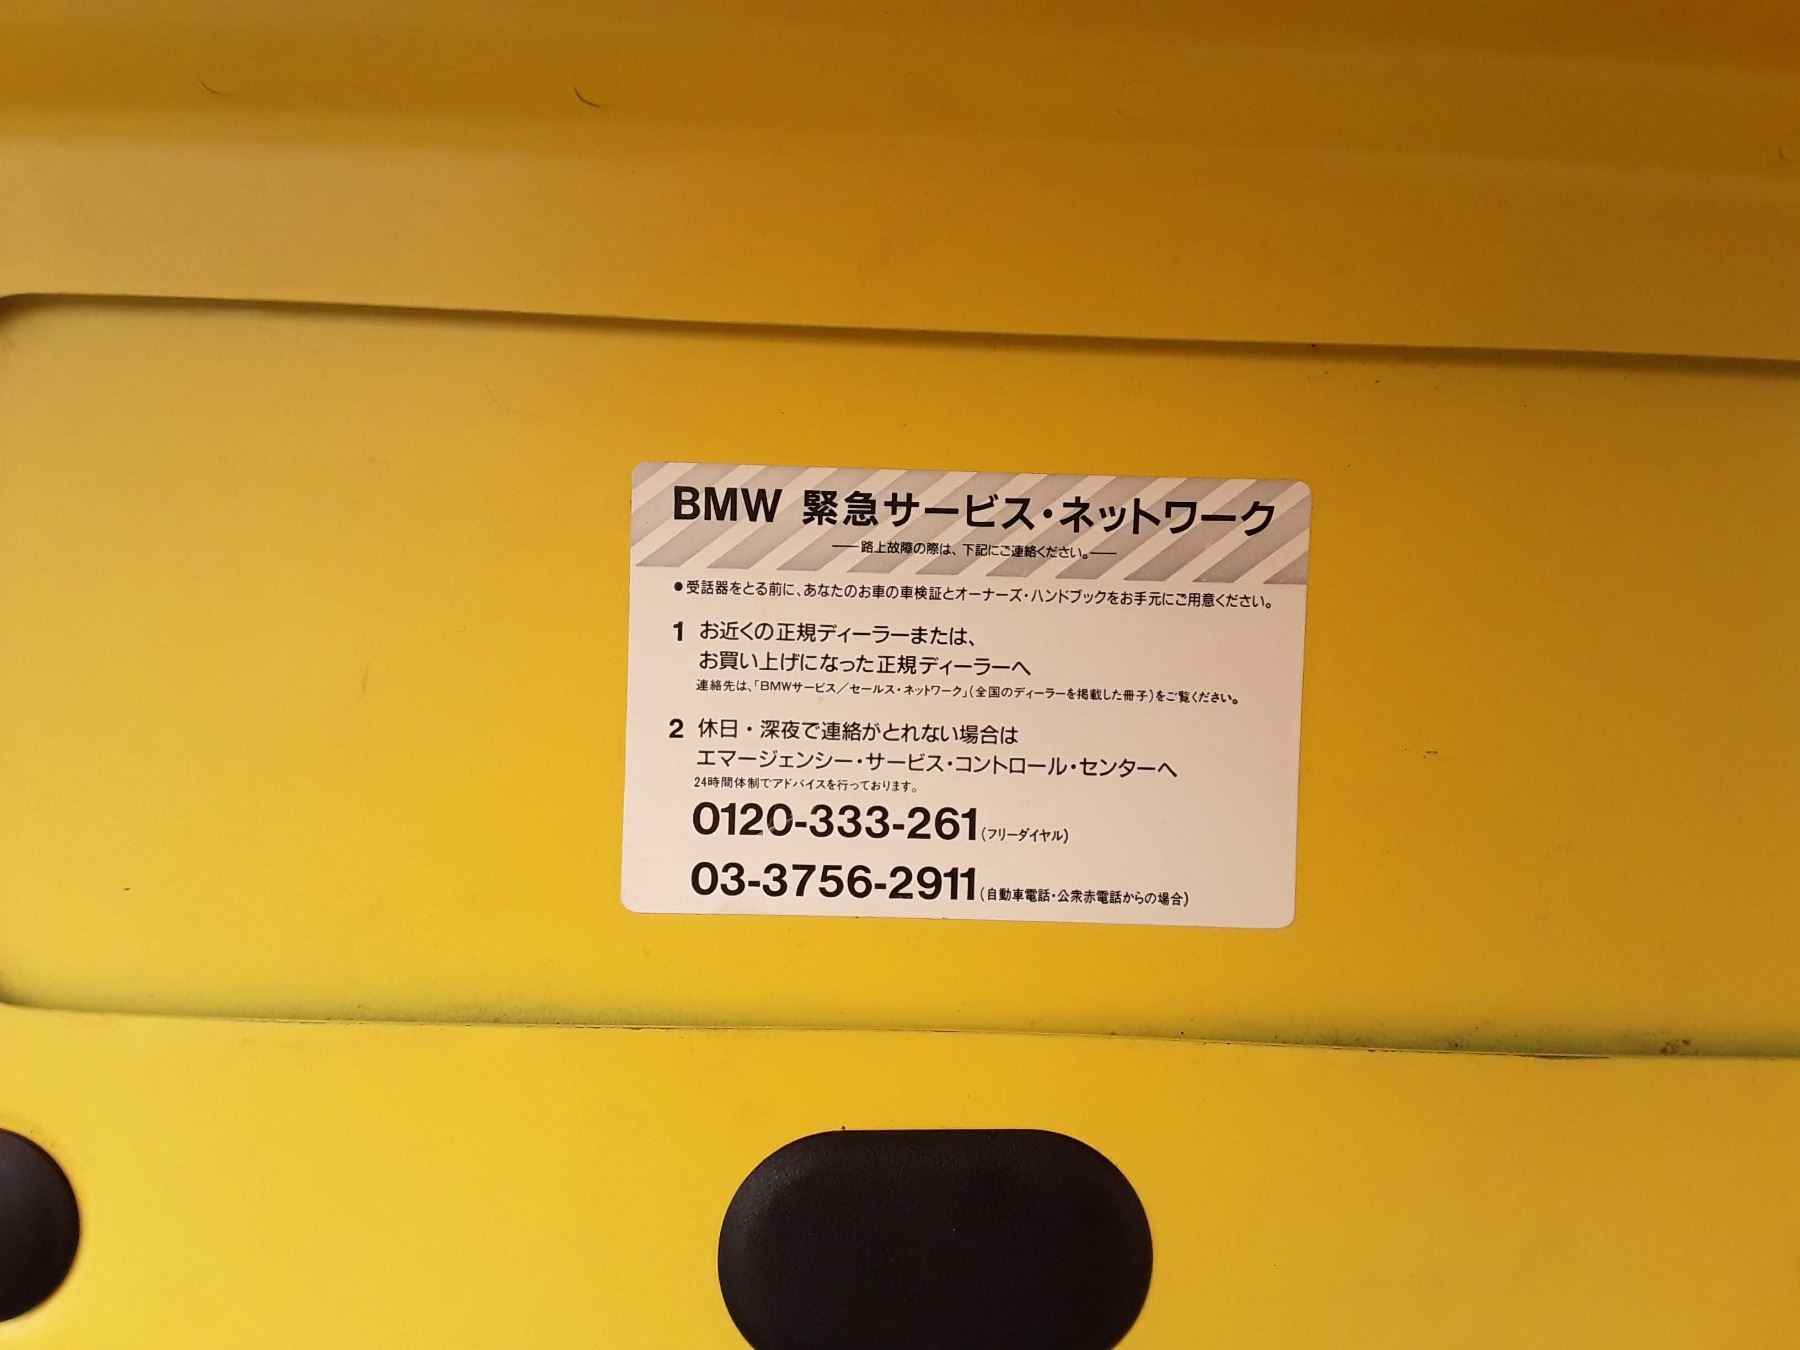 BMW 緊急サービス・ネットワーク
――路上故障の際は、下記にご連絡ください。――
●受話器をとる前に、あなたのお車の車検証とオーナーズ・ハンドブックをお手元にご用意ください。
1 お近くの正規ディーラーまたは、
お買い上げになった正規ディーラーへ
連絡先は、「BMWサービス／セールス・ネットワーク」(全国のディーラーを掲載した冊子)をご覧ください。
2 休日・深夜で連絡がとれない場合は
エマージェンシー・サービス・コントロール・センターへ
24時間体制でアドバイスを行っております。
0120-333-261(フリーダイヤル)
03-3756-2911(自動車電話・公衆赤電話からの場合)